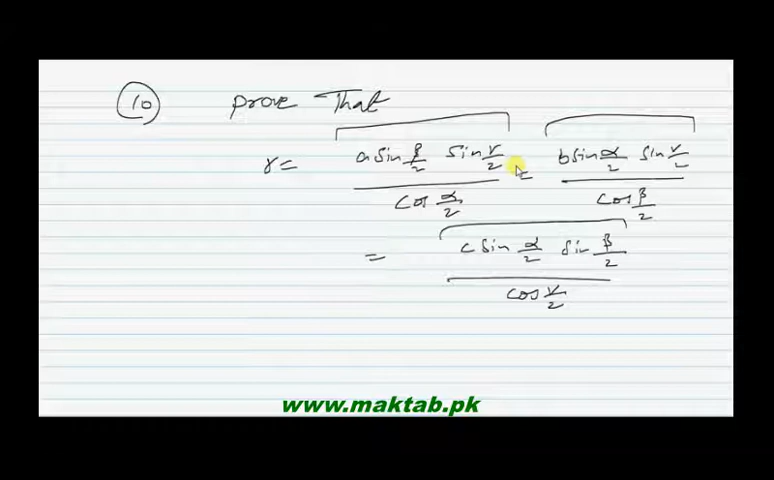 10 Prove That
r = a sin β/2 sin γ/2 / cos α/2 = b sin α/2 sin γ/2 / cos β/2
= c sin α/2 sin β/2 / cos γ/2
www.maktab.pk